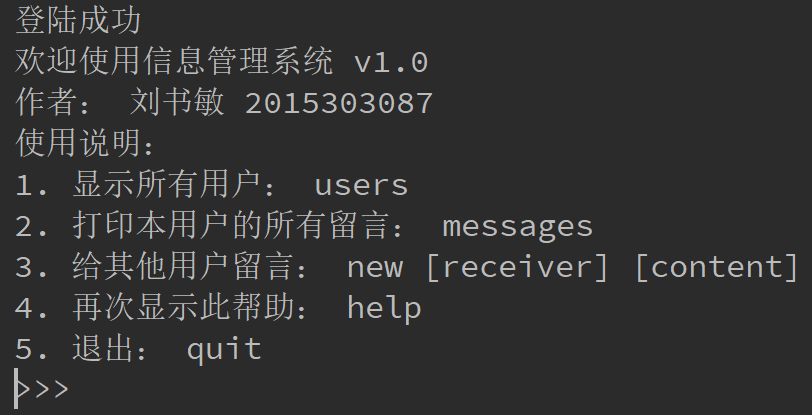 登陆成功
欢迎使用信息管理系统 v1.0
作者： 刘书敏 2015303087
使用说明：
1. 显示所有用户： users
2. 打印本用户的所有留言： messages
3. 给其他用户留言： new [receiver] [content]
4. 再次显示此帮助： help
5. 退出： quit
>>>